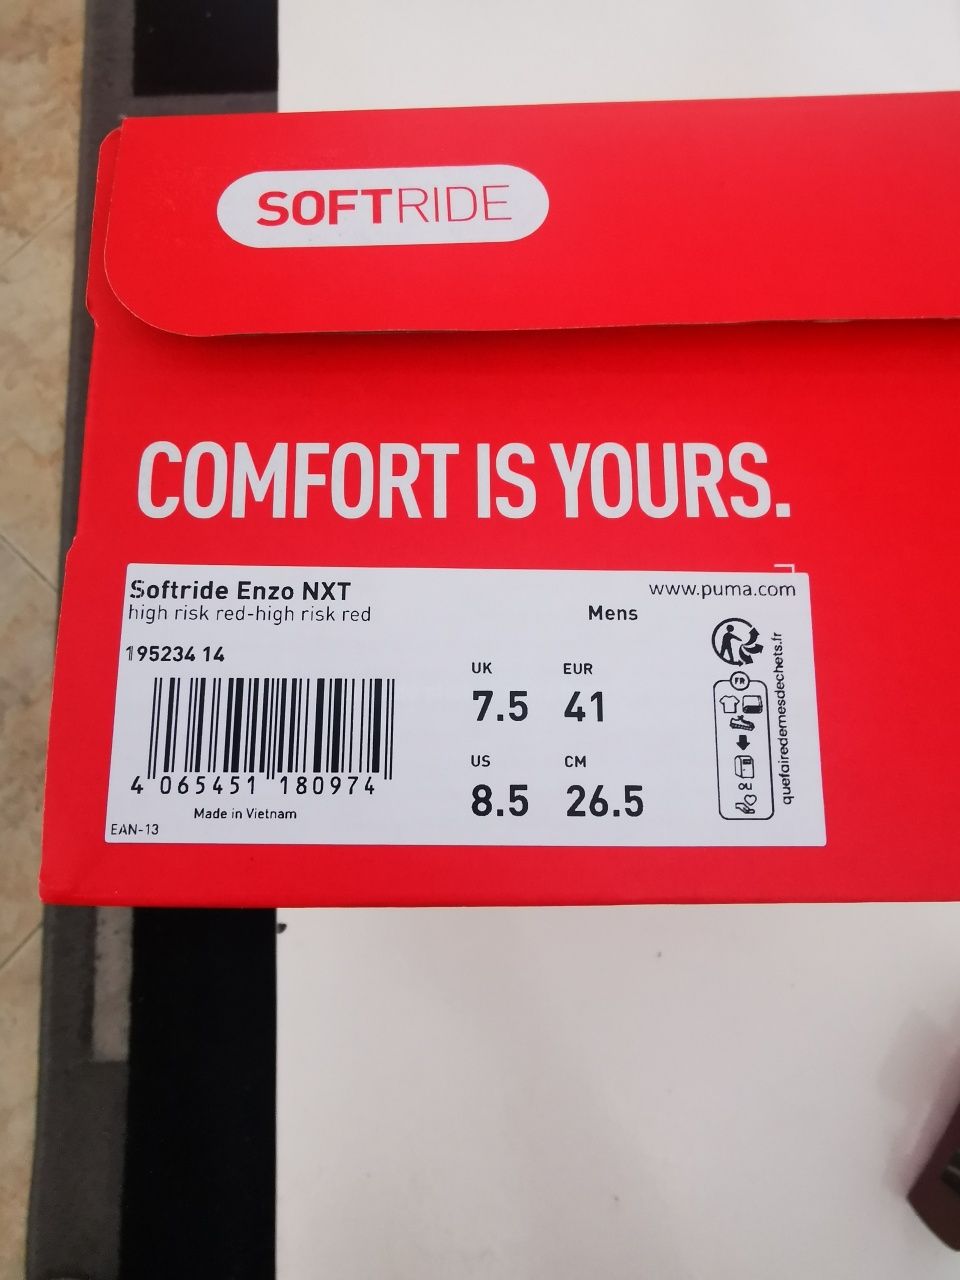 SOFTRIDE
COMFORT IS YOURS.
Softride Enzo NXT
high risk red-high risk red
www.puma.com
Mens
195234 14
UK
EUR
7.5
41
US
CM
8.5
26.5
4 065451 180974
Made in Vietnam
EAN-13
FR
ou
quefairedemesdechets.fr